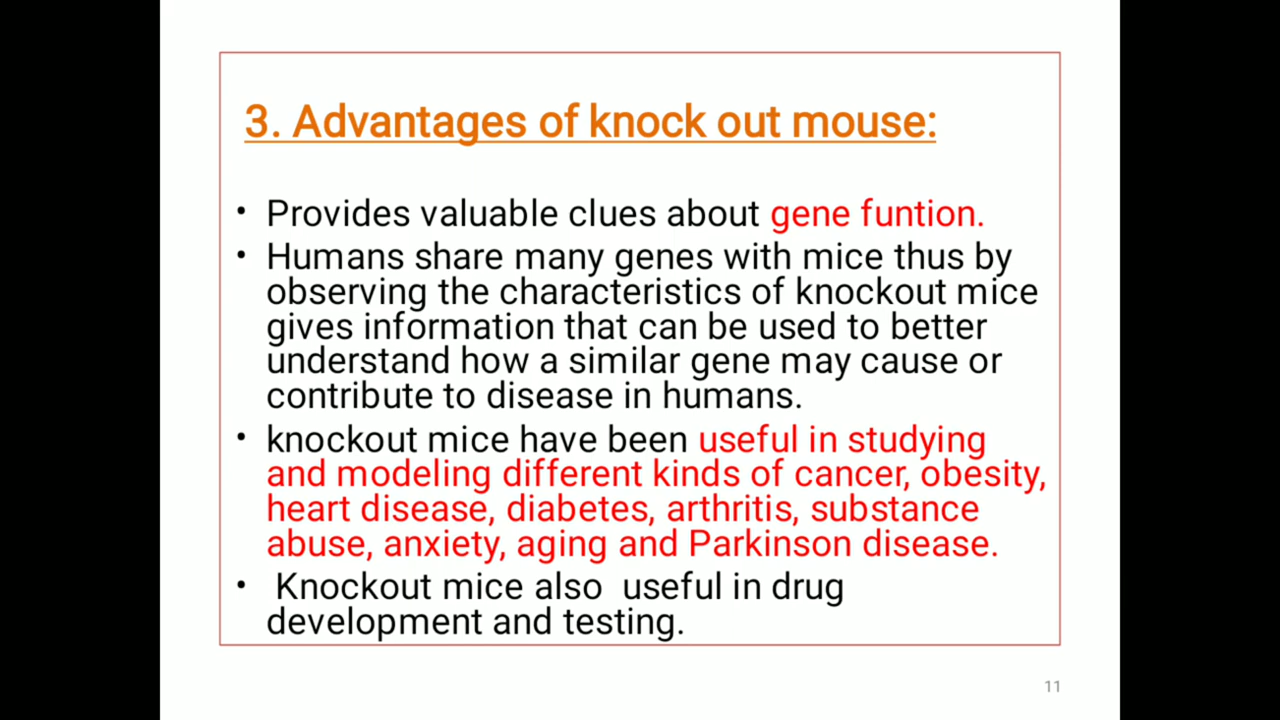 3. Advantages of knock out mouse:
• Provides valuable clues about gene funtion.
• Humans share many genes with mice thus by
observing the characteristics of knockout mice
gives information that can be used to better
understand how a similar gene may cause or
contribute to disease in humans.
• knockout mice have been useful in studying
and modeling different kinds of cancer, obesity,
heart disease, diabetes, arthritis, substance
abuse, anxiety, aging and Parkinson disease.
• Knockout mice also  useful in drug
development and testing.
11